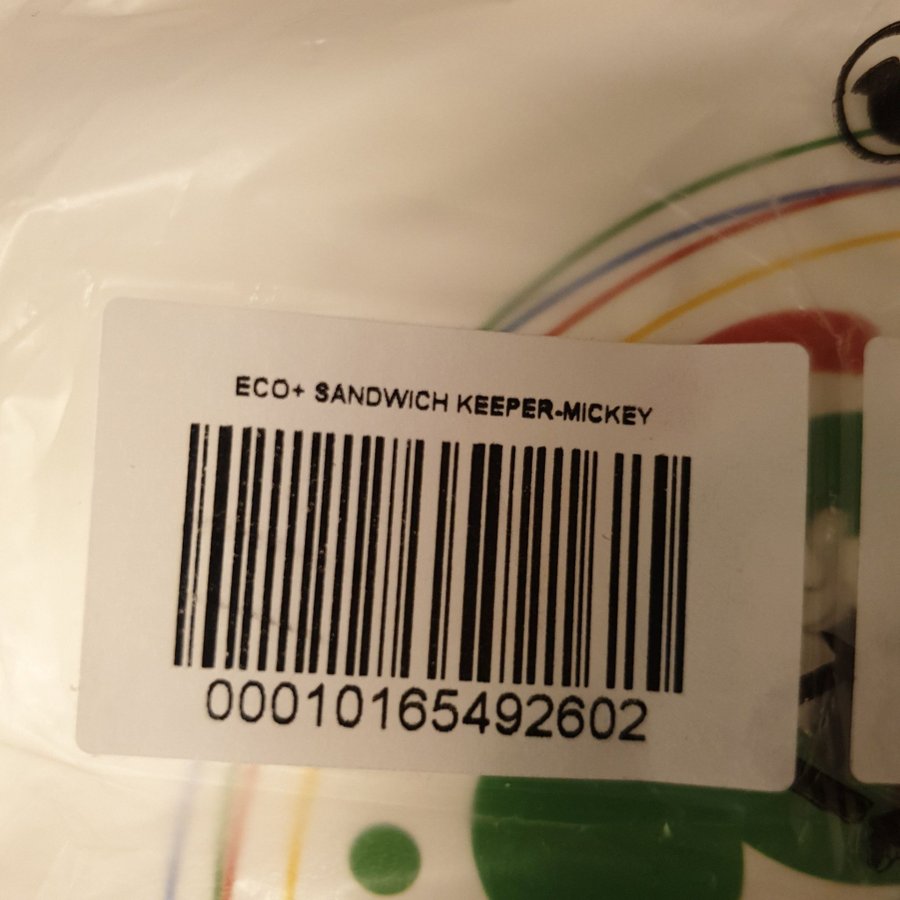 ECO+ SANDWICH KEEPER-MICKEY
00010165492602